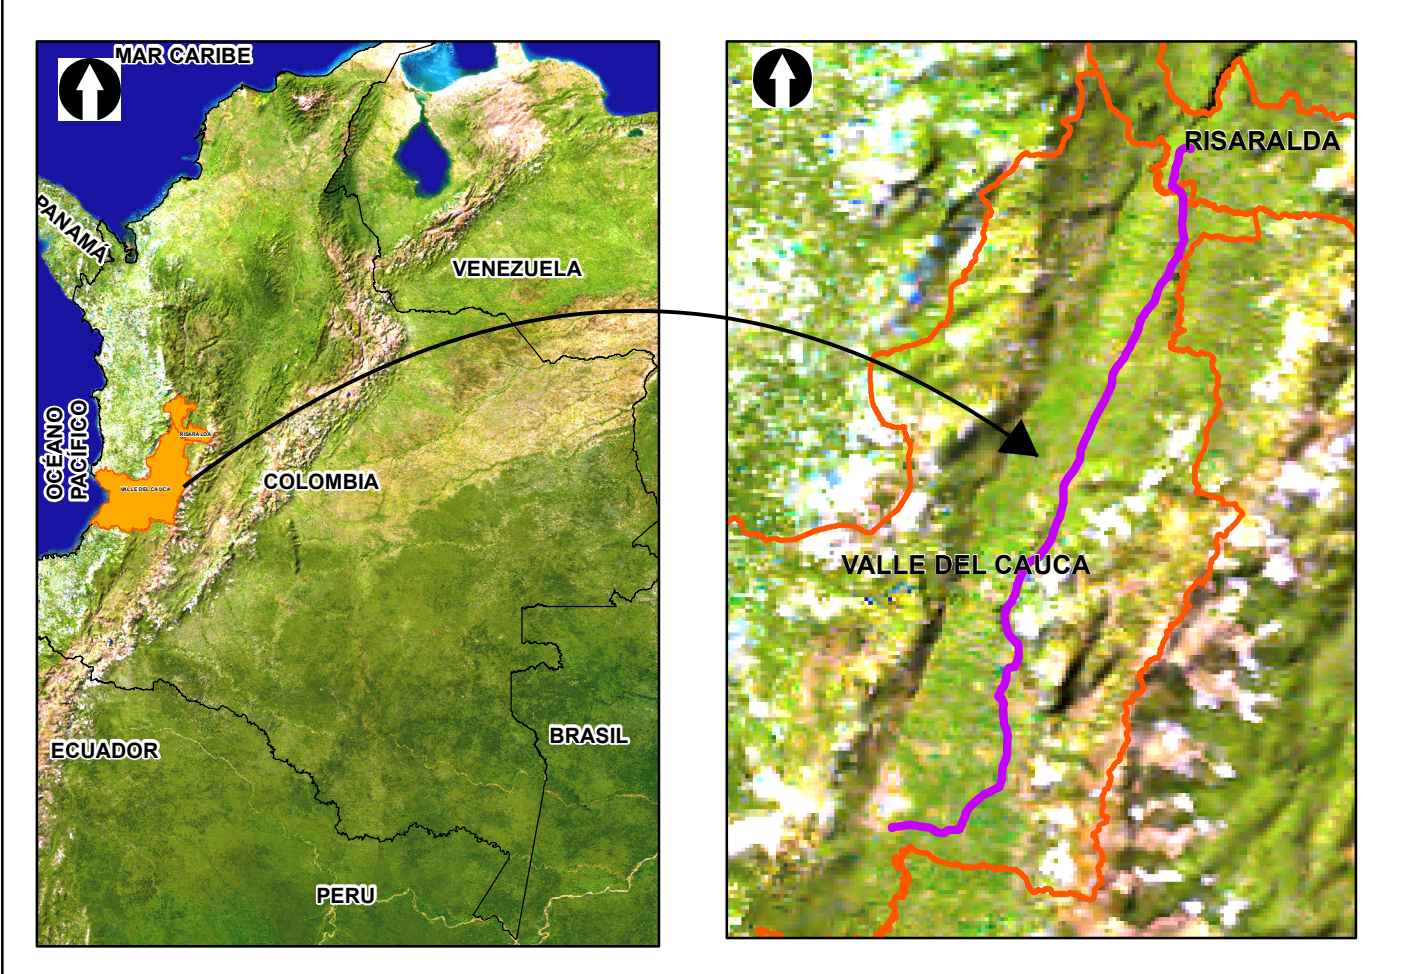 MAR CARIBE
PANAMÁ
VENEZUELA
OCÉANO
PACÍFICO
RISARALDA
VALLE DEL CAUCA
COLOMBIA
ECUADOR
BRASIL
PERU
RISARALDA
VALLE DEL CAUCA